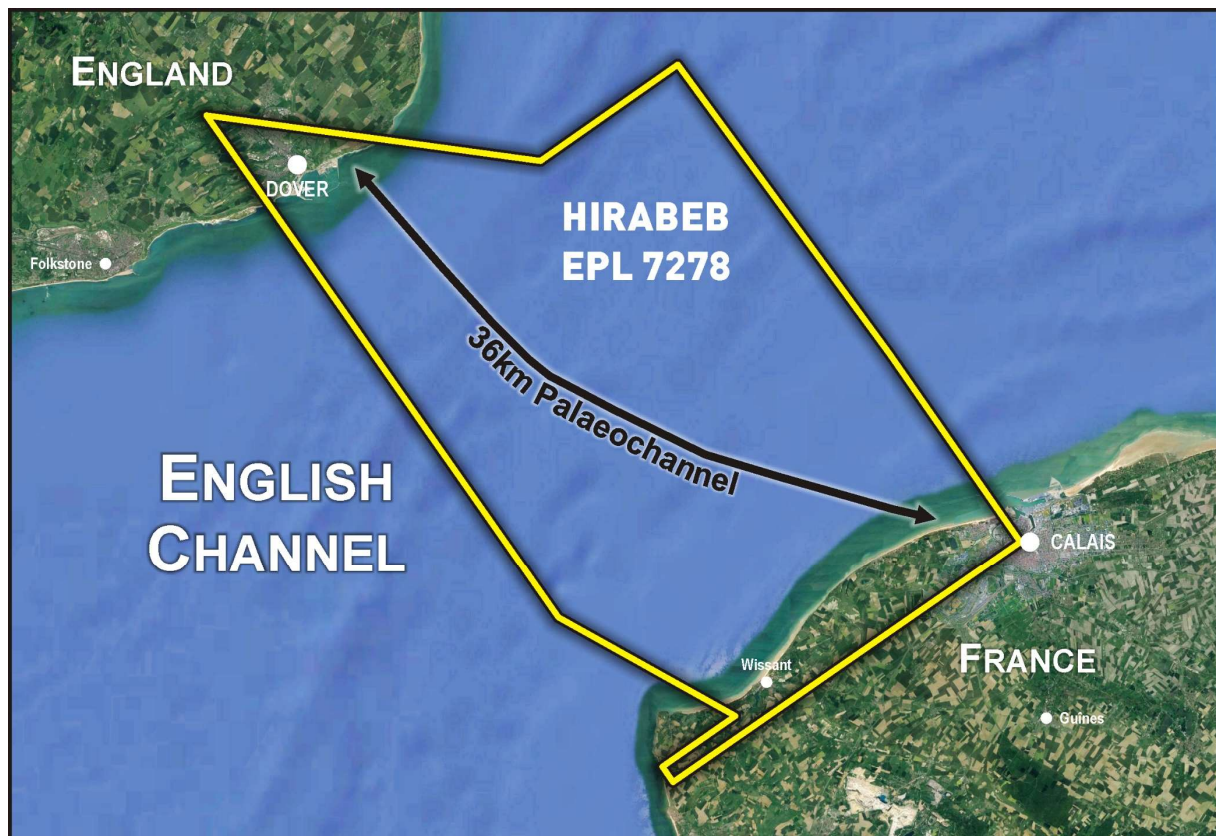 ENGLAND
DOVER
Folkstone
HIRABEB
EPL 7278
36km Palaeochannel
ENGLISH
CHANNEL
CALAIS
Wissant
FRANCE
Guines